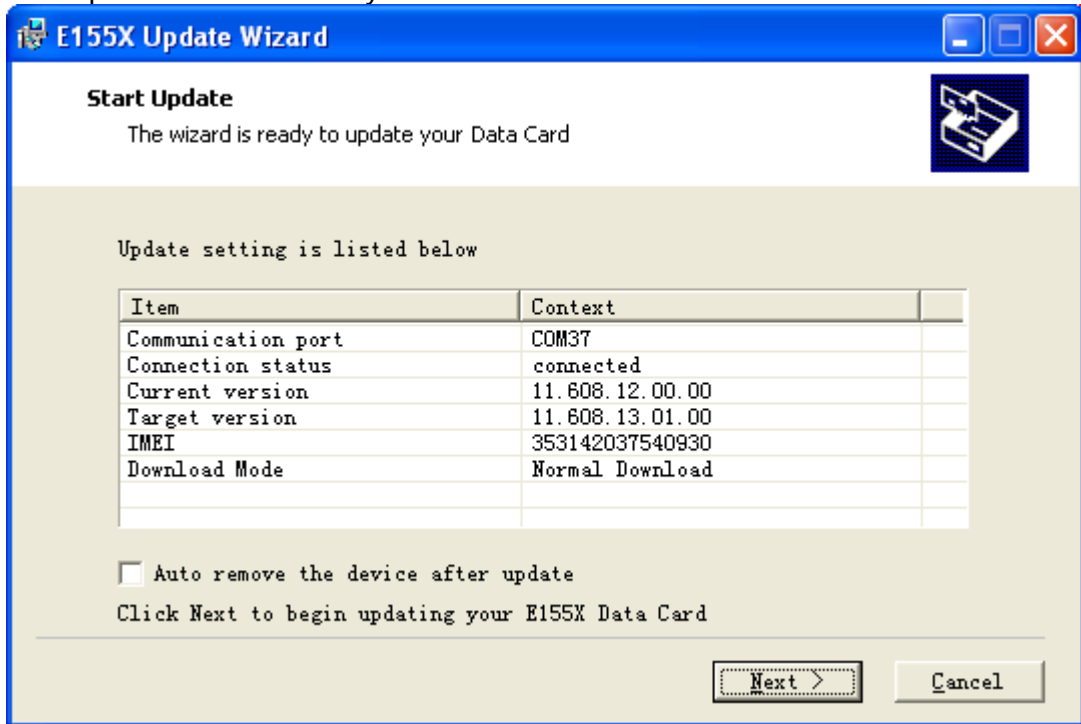 E155X Update Wizard
Start Update
The wizard is ready to update your Data Card
Update setting is listed below
Item Context
Communication port COM37
Connection status connected
Current version 11.608.12.00.00
Target version 11.608.13.01.00
IMEI 353142037540930
Download Mode Normal Download
Auto remove the device after update
Click Next to begin updating your E155X Data Card
Next > Cancel